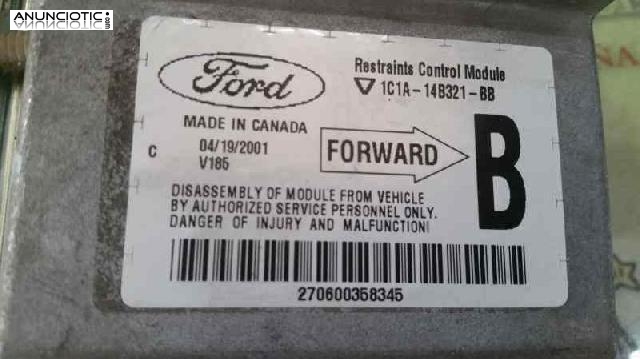 ANUNCIOTIC.com
Ford
Restraints Control Module
1C1A-14B321-BB
MADE IN CANADA
C
04/19/2001
V185
FORWARD
B
DISASSEMBLY OF MODULE FROM VEHICLE
BY AUTHORIZED SERVICE PERSONNEL ONLY.
DANGER OF INJURY AND MALFUNCTION!
270600358345